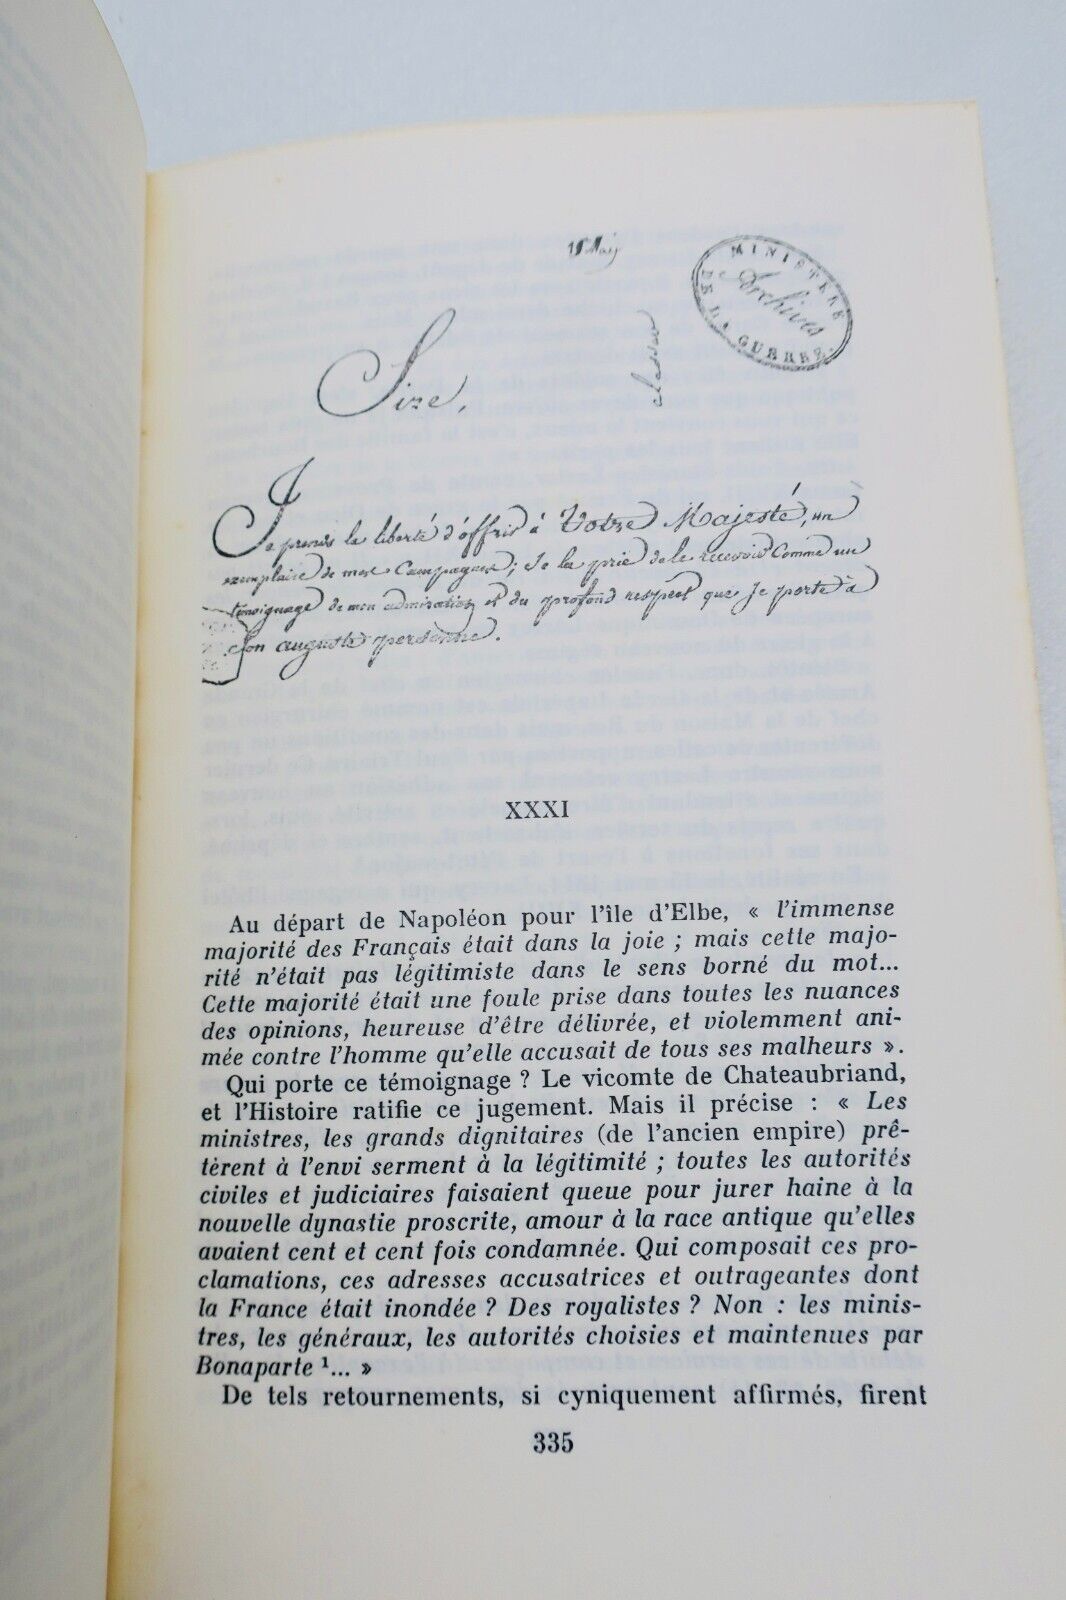 15 Mai
MINISTÈRE
DE LA GUERRE
Archives
classer
Sire,
Je prends la liberté d'offrir à Votre Majesté, un
exemplaire de mes Campagnes; Je la prie de le recevoir Comme un
témoignage de mon admiration et du profond respect que Je porte à
Son auguste personne.
XXXI
Au départ de Napoléon pour l'île d'Elbe, « l'immense
majorité des Français était dans la joie ; mais cette majo-
rité n'était pas légitimiste dans le sens borné du mot...
Cette majorité était une foule prise dans toutes les nuances
des opinions, heureuse d'être délivrée, et violemment ani-
mée contre l'homme qu'elle accusait de tous ses malheurs ».
Qui porte ce témoignage ? Le vicomte de Chateaubriand,
et l'Histoire ratifie ce jugement. Mais il précise : « Les
ministres, les grands dignitaires (de l'ancien empire) prê-
tèrent à l'envi serment à la légitimité ; toutes les autorités
civiles et judiciaires faisaient queue pour jurer haine à la
nouvelle dynastie proscrite, amour à la race antique qu'elles
avaient cent et cent fois condamnée. Qui composait ces pro-
clamations, ces adresses accusatrices et outrageantes dont
la France était inondée ? Des royalistes ? Non : les minis-
tres, les généraux, les autorités choisies et maintenues par
Bonaparte ¹... »
De tels retournements, si cyniquement affirmés, firent
335